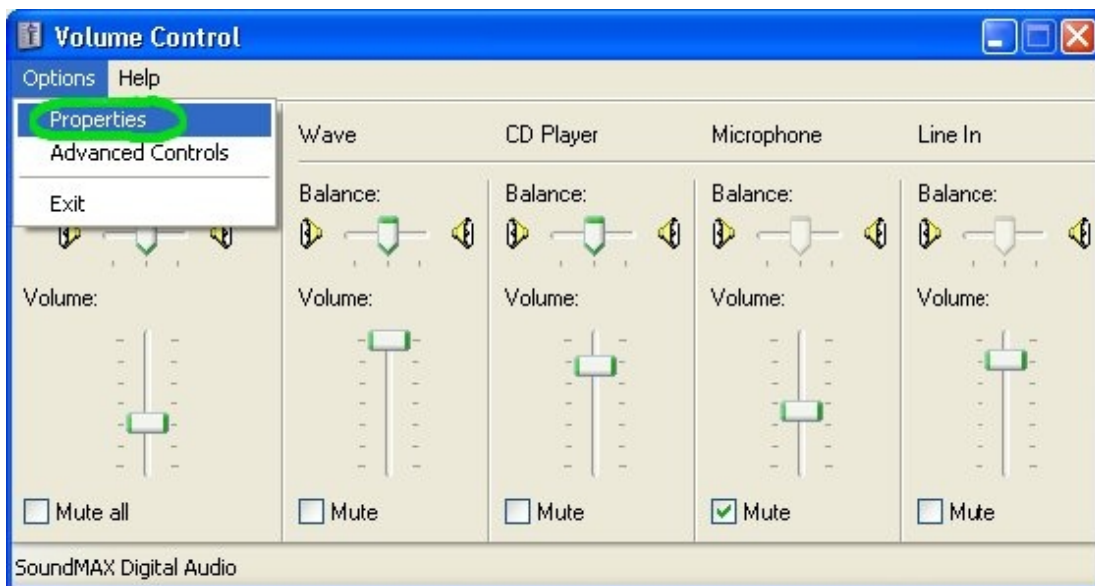 Volume Control
Options Help
Properties
Advanced Controls
Exit
Wave CD Player Microphone Line In
Balance: Balance: Balance: Balance:
Volume: Volume: Volume: Volume: Volume:
Mute all Mute Mute Mute Mute
SoundMAX Digital Audio